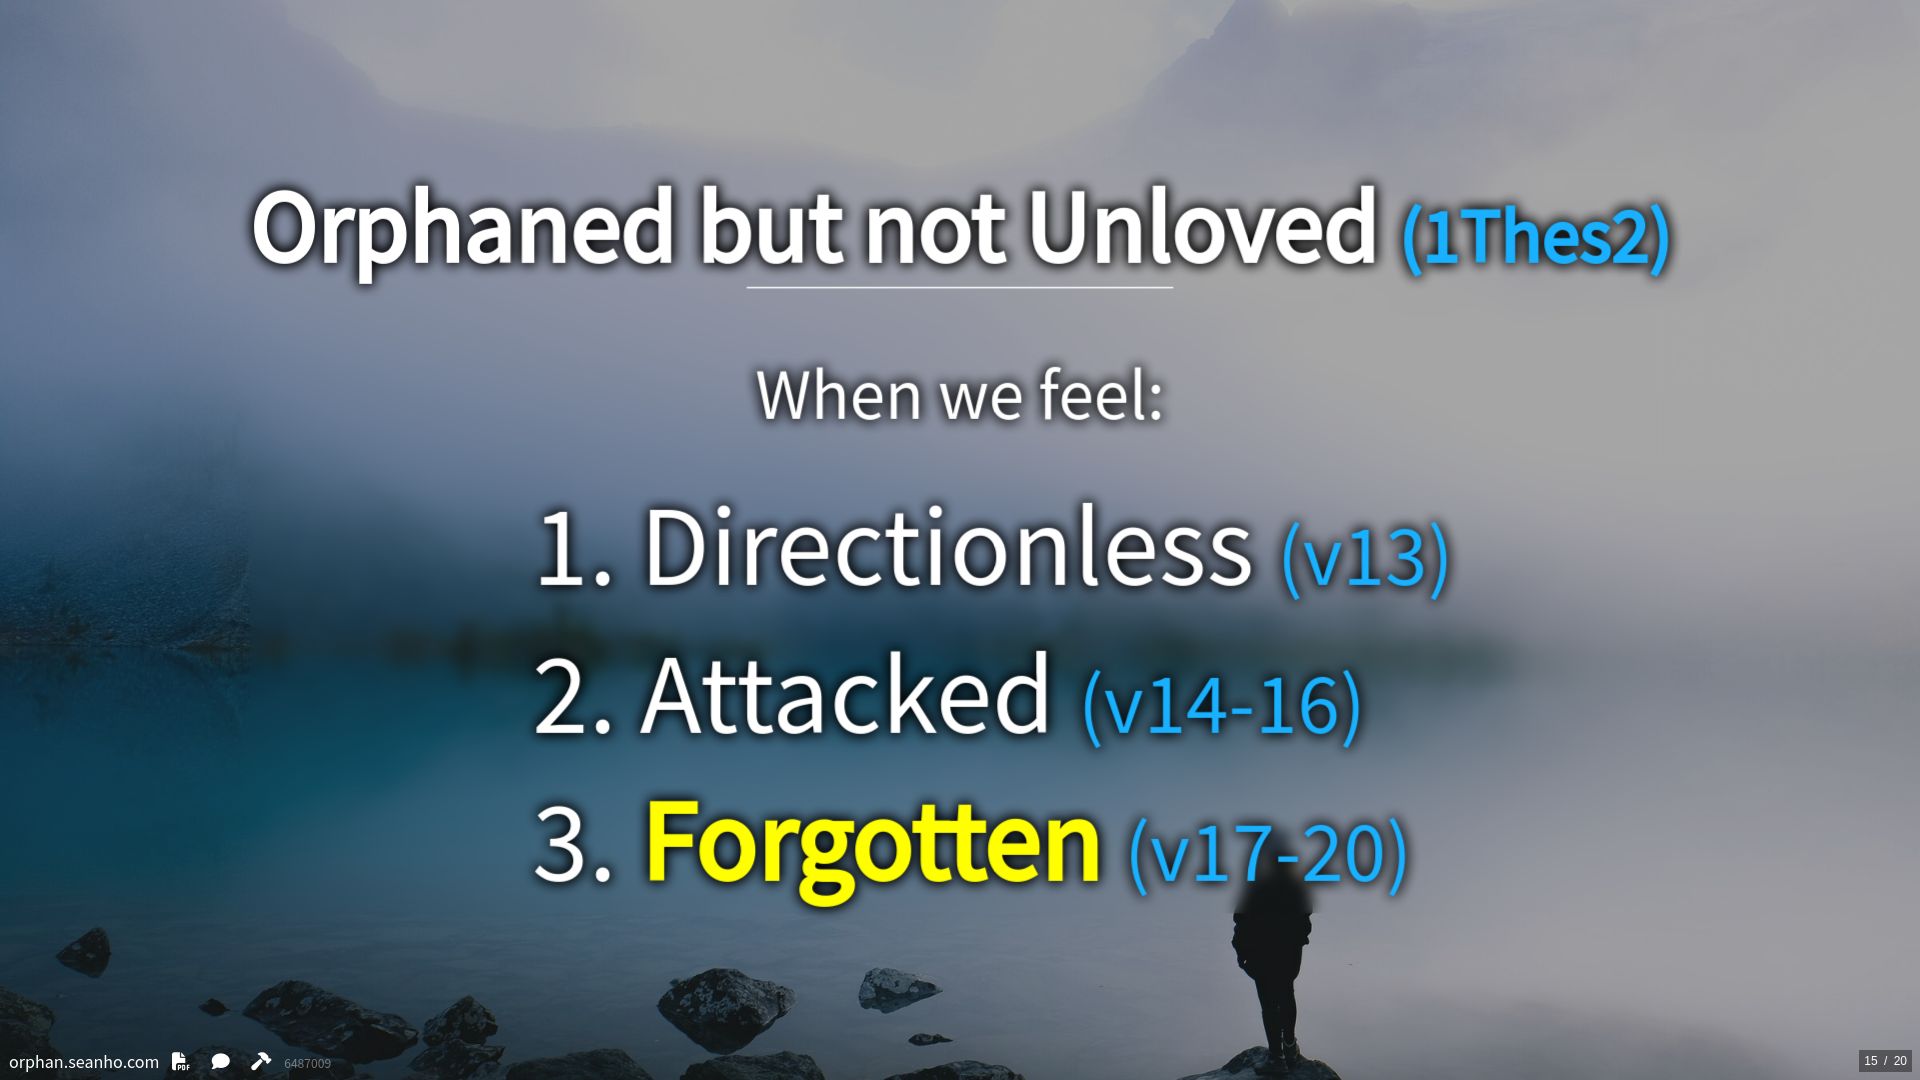 Orphaned but not Unloved (1Thes2)
When we feel:
1. Directionless (v13)
2. Attacked (v14-16)
3. Forgotten (v17-20)
orphan.seanho.com PDF 6487009
15 / 20